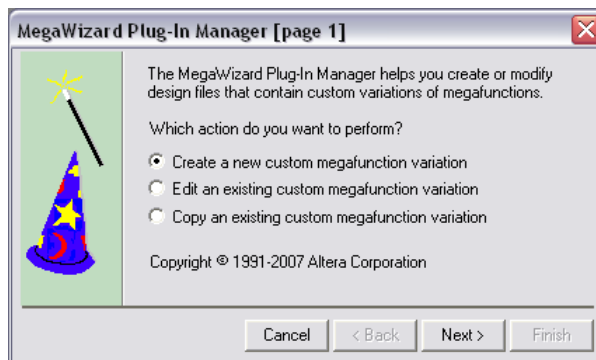 MegaWizard Plug-In Manager [page 1]
The MegaWizard Plug-In Manager helps you create or modify
design files that contain custom variations of megafunctions.
Which action do you want to perform?
Create a new custom megafunction variation
Edit an existing custom megafunction variation
Copy an existing custom megafunction variation
Copyright © 1991-2007 Altera Corporation
Cancel < Back Next > Finish